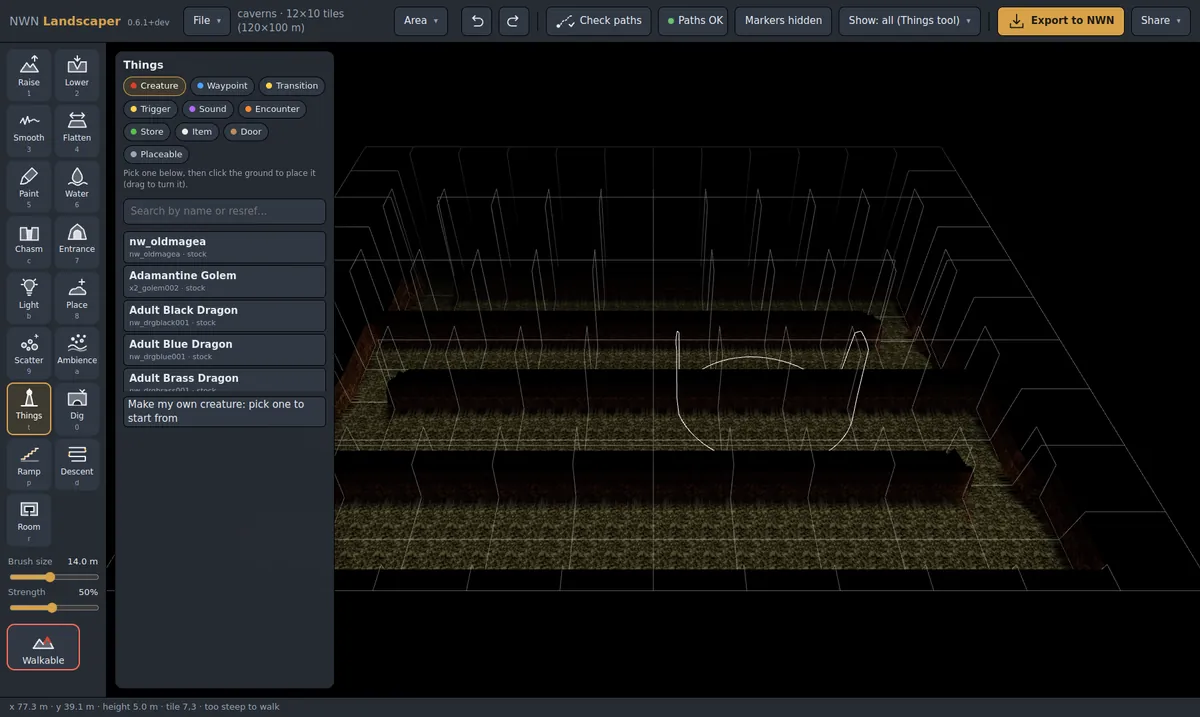 NWN Landscaper 0.6.1+dev
File ▾
caverns · 12×10 tiles
(120×100 m)
Area ▾
Check paths
Paths OK
Markers hidden
Show: all (Things tool) ▾
Export to NWN
Share ▾
Raise
1
Lower
2
Smooth
3
Flatten
4
Paint
5
Water
6
Chasm
c
Entrance
7
Light
b
Place
8
Scatter
9
Ambience
a
Things
t
Dig
0
Ramp
p
Descent
d
Room
r
Brush size 14.0 m
Strength 50%
Walkable
Things
Creature
Waypoint
Transition
Trigger
Sound
Encounter
Store
Item
Door
Placeable
Pick one below, then click the ground to place it
(drag to turn it).
Search by name or resref...
nw_oldmagea
nw_oldmagea · stock
Adamantine Golem
x2_golem002 · stock
Adult Black Dragon
nw_drgblack001 · stock
Adult Blue Dragon
nw_drgblue001 · stock
Adult Brass Dragon
nw_drgbrass001 · stock
Make my own creature: pick one to
start from
x 77.3 m · y 39.1 m · height 5.0 m · tile 7,3 · too steep to walk